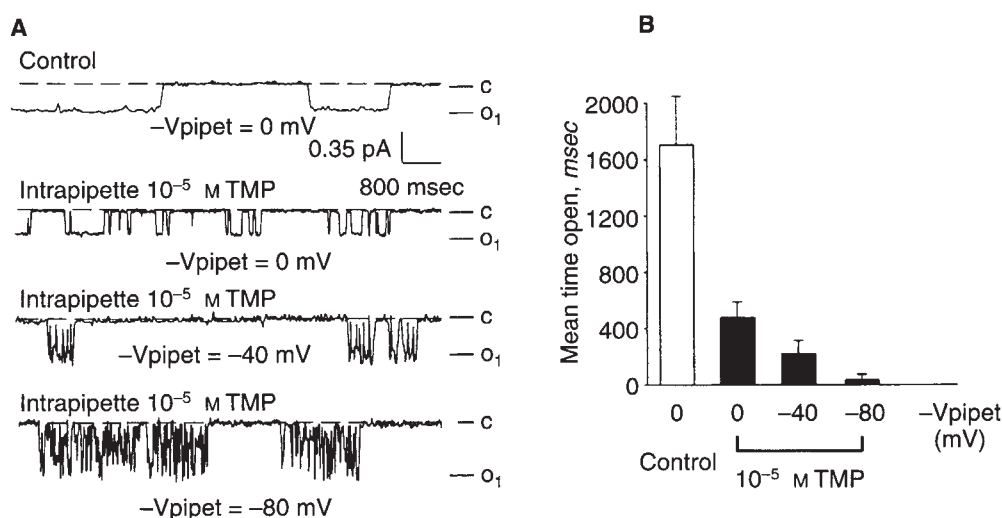 A
Control
c
o1
–Vpipet = 0 mV
0.35 pA
800 msec
Intrapipette 10–5 M TMP
c
o1
–Vpipet = 0 mV
Intrapipette 10–5 M TMP
c
o1
–Vpipet = –40 mV
Intrapipette 10–5 M TMP
c
o1
–Vpipet = –80 mV
B
Mean time open, msec
2000
1600
1200
800
400
0
0 0 –40 –80 –Vpipet
(mV)
Control
10–5 M TMP